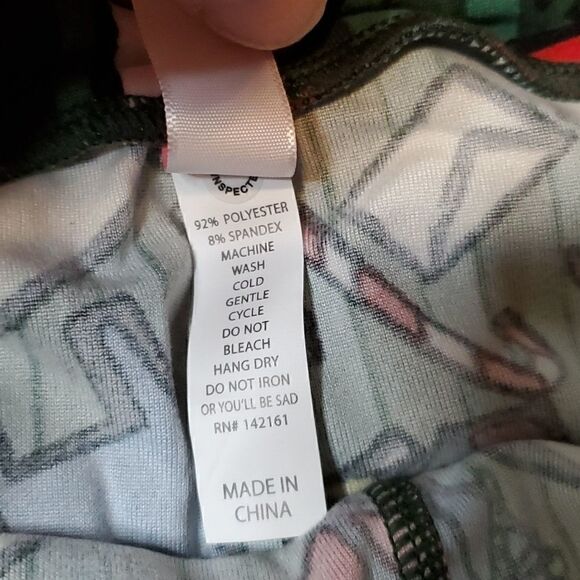 INSPECTE
92% POLYESTER
8% SPANDEX
MACHINE
WASH
COLD
GENTLE
CYCLE
DO NOT
BLEACH
HANG DRY
DO NOT IRON
OR YOU'LL BE SAD
RN# 142161
MADE IN
CHINA